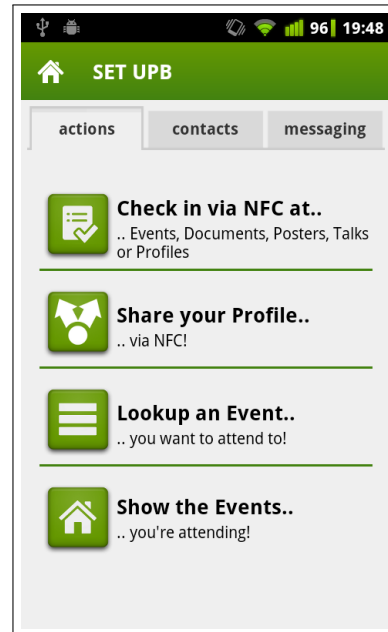 96 19:48
SET UPB
actions contacts messaging
Check in via NFC at..
.. Events, Documents, Posters, Talks
or Profiles
Share your Profile..
.. via NFC!
Lookup an Event..
.. you want to attend to!
Show the Events..
.. you're attending!